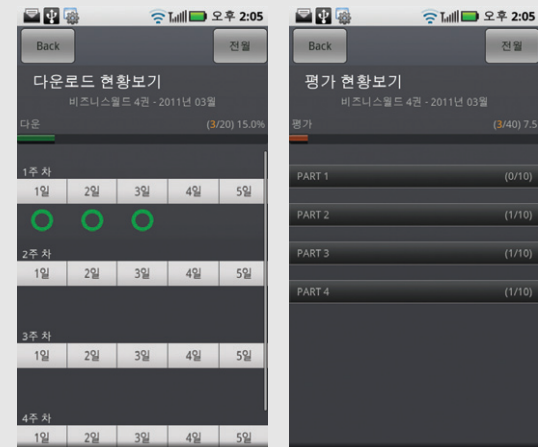 오후 2:05
Back
전월
다운로드 현황보기
비즈니스월드 4권 - 2011년 03월
다운 (3/20) 15.0%
1주 차
1일 2일 3일 4일 5일
2주 차
1일 2일 3일 4일 5일
3주 차
1일 2일 3일 4일 5일
4주 차
1일 2일 3일 4일 5일
오후 2:05
Back
전월
평가 현황보기
비즈니스월드 4권 - 2011년 03월
평가 (3/40) 7.5
PART 1 (0/10)
PART 2 (1/10)
PART 3 (1/10)
PART 4 (1/10)